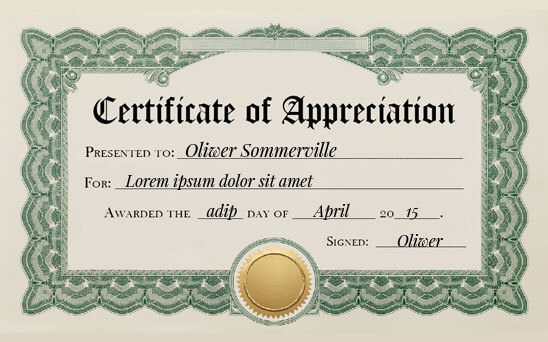 Certificate of Appreciation
Presented to: Oliwer Sommerville
For: Lorem ipsum dolor sit amet
Awarded the adip day of April 20 15.
Signed: Oliwer